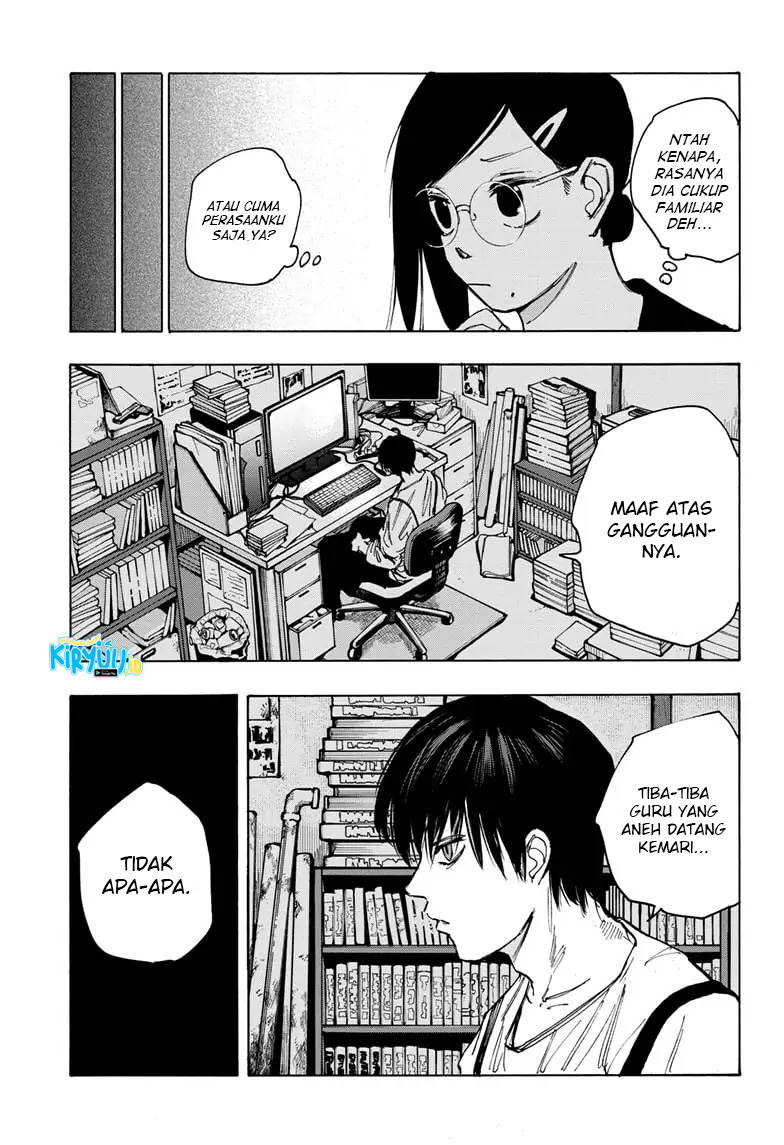 NTAH
KENAPA,
RASANYA
DIA CUKUP
FAMILIAR
DEH...
ATAU CUMA
PERASAANKU
SAJA YA?
MAAF ATAS
GANGGUAN-
NYA.
KIRYUU.ID
TIBA-TIBA
GURU YANG
ANEH DATANG
KEMARI...
TIDAK
APA-APA.